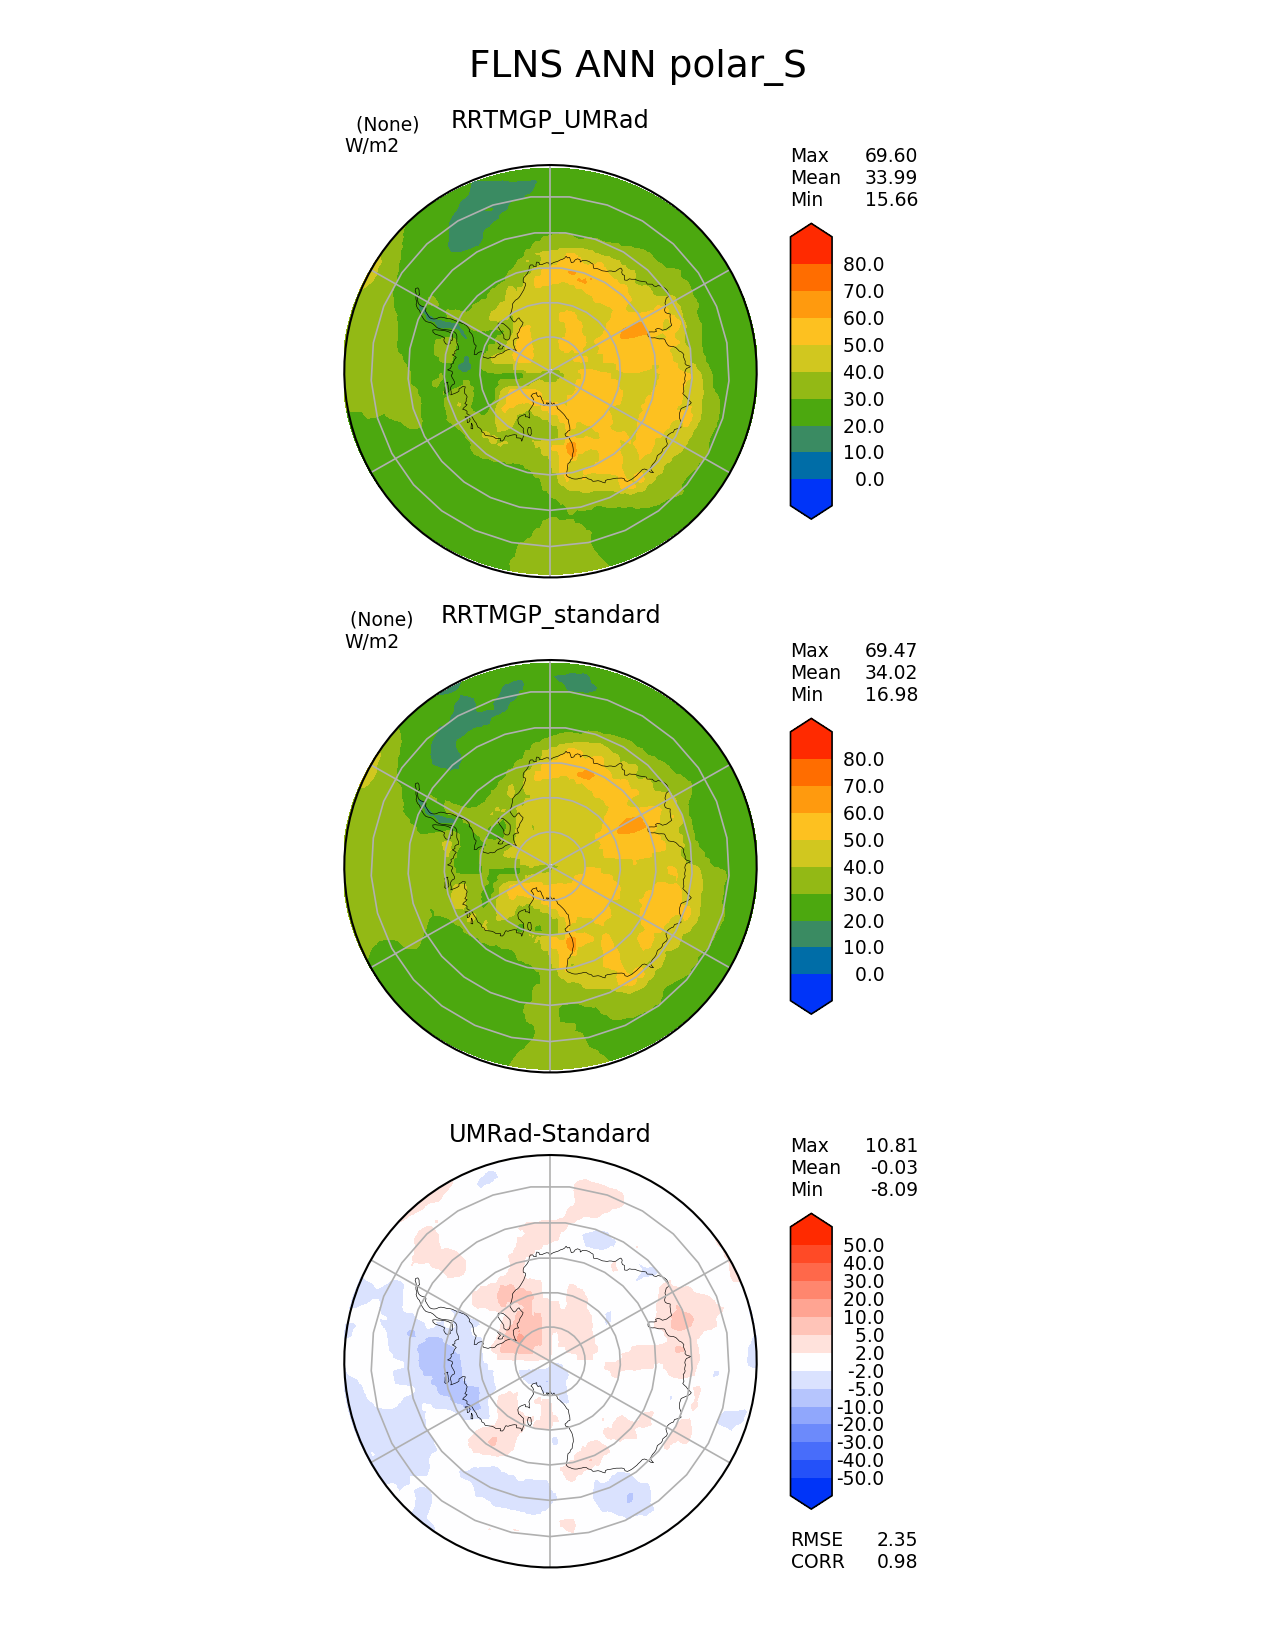 FLNS ANN polar_S
(None) RRTMGP_UMRad
W/m2
Max 69.60
Mean 33.99
Min 15.66
80.0
70.0
60.0
50.0
40.0
30.0
20.0
10.0
0.0
(None) RRTMGP_standard
W/m2
Max 69.47
Mean 34.02
Min 16.98
80.0
70.0
60.0
50.0
40.0
30.0
20.0
10.0
0.0
UMRad-Standard
Max 10.81
Mean -0.03
Min -8.09
50.0
40.0
30.0
20.0
10.0
5.0
2.0
-2.0
-5.0
-10.0
-20.0
-30.0
-40.0
-50.0
RMSE 2.35
CORR 0.98